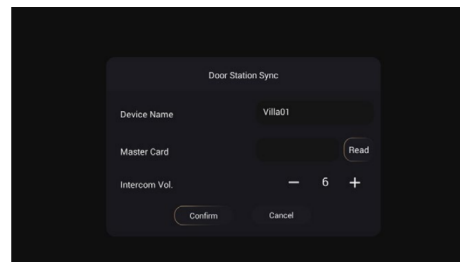 Door Station Sync
Device Name Villa01
Master Card Read
Intercom Vol. — 6 +
Confirm Cancel